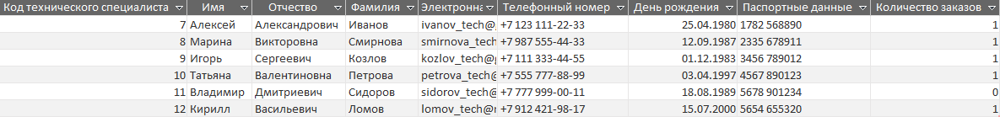 Код технического специалиста Имя Отчество Фамилия Электронна Телефонный номер День рождения Паспортные данные Количество заказов
7 Алексей Александрович Иванов ivanov_tech@ +7 123 111-22-33 25.04.1980 1782 568890 1
8 Марина Викторовна Смирнова smirnova_tech +7 987 555-44-33 12.09.1987 2335 678911 1
9 Игорь Сергеевич Козлов kozlov_tech@ +7 111 333-44-55 01.12.1983 3456 789012 1
10 Татьяна Валентиновна Петрова petrova_tech@ +7 555 777-88-99 03.04.1997 4567 890123 1
11 Владимир Дмитриевич Сидоров sidorov_tech@ +7 777 999-00-11 18.08.1989 5678 901234 0
12 Кирилл Васильевич Ломов lomov_tech@ +7 912 421-98-17 15.07.2000 5654 655320 1